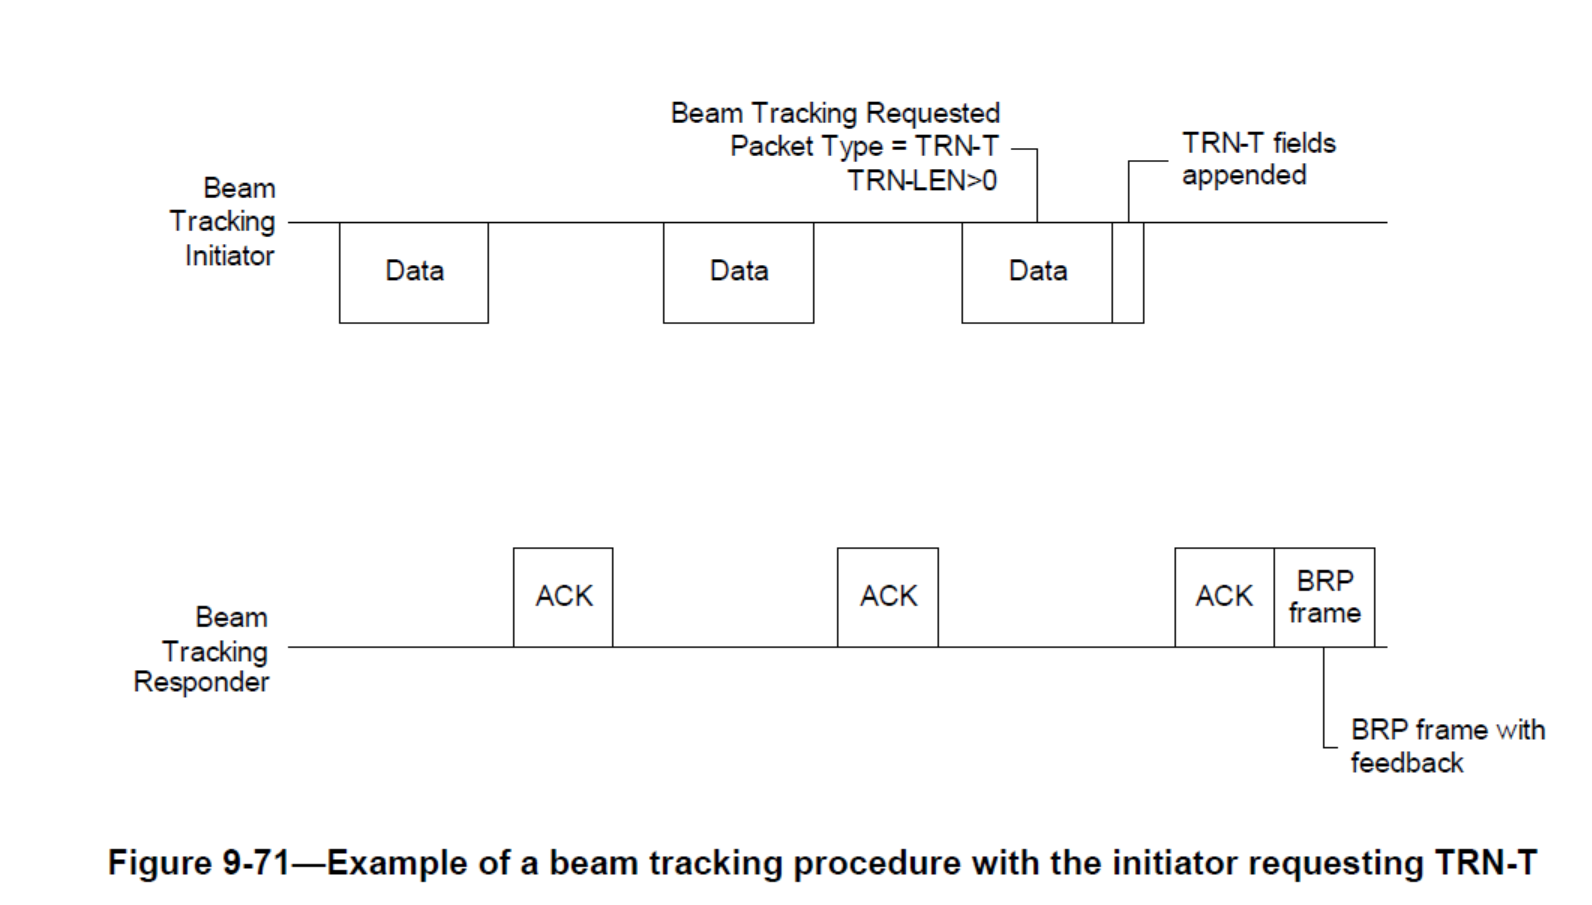 Beam Tracking Requested
Packet Type = TRN-T
TRN-LEN>0
TRN-T fields
appended
Beam
Tracking
Initiator
Data
Data
Data
ACK
ACK
ACK
BRP
frame
Beam
Tracking
Responder
BRP frame with
feedback
Figure 9-71—Example of a beam tracking procedure with the initiator requesting TRN-T